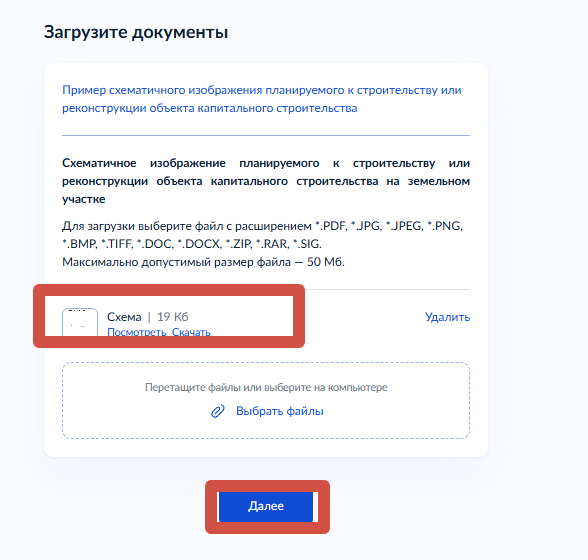 Загрузите документы
Пример схематичного изображения планируемого к строительству или
реконструкции объекта капитального строительства
Схематичное изображение планируемого к строительству или
реконструкции объекта капитального строительства на земельном
участке
Для загрузки выберите файл с расширением *.PDF, *.JPG, *.JPEG, *.PNG,
*.BMP, *.TIFF, *.DOC, *.DOCX, *.ZIP, *.RAR, *.SIG.
Максимально допустимый размер файла — 50 Мб.
Схема | 19 Кб
Удалить
Посмотреть Скачать
Перетащите файлы или выберите на компьютере
Выбрать файлы
Далее